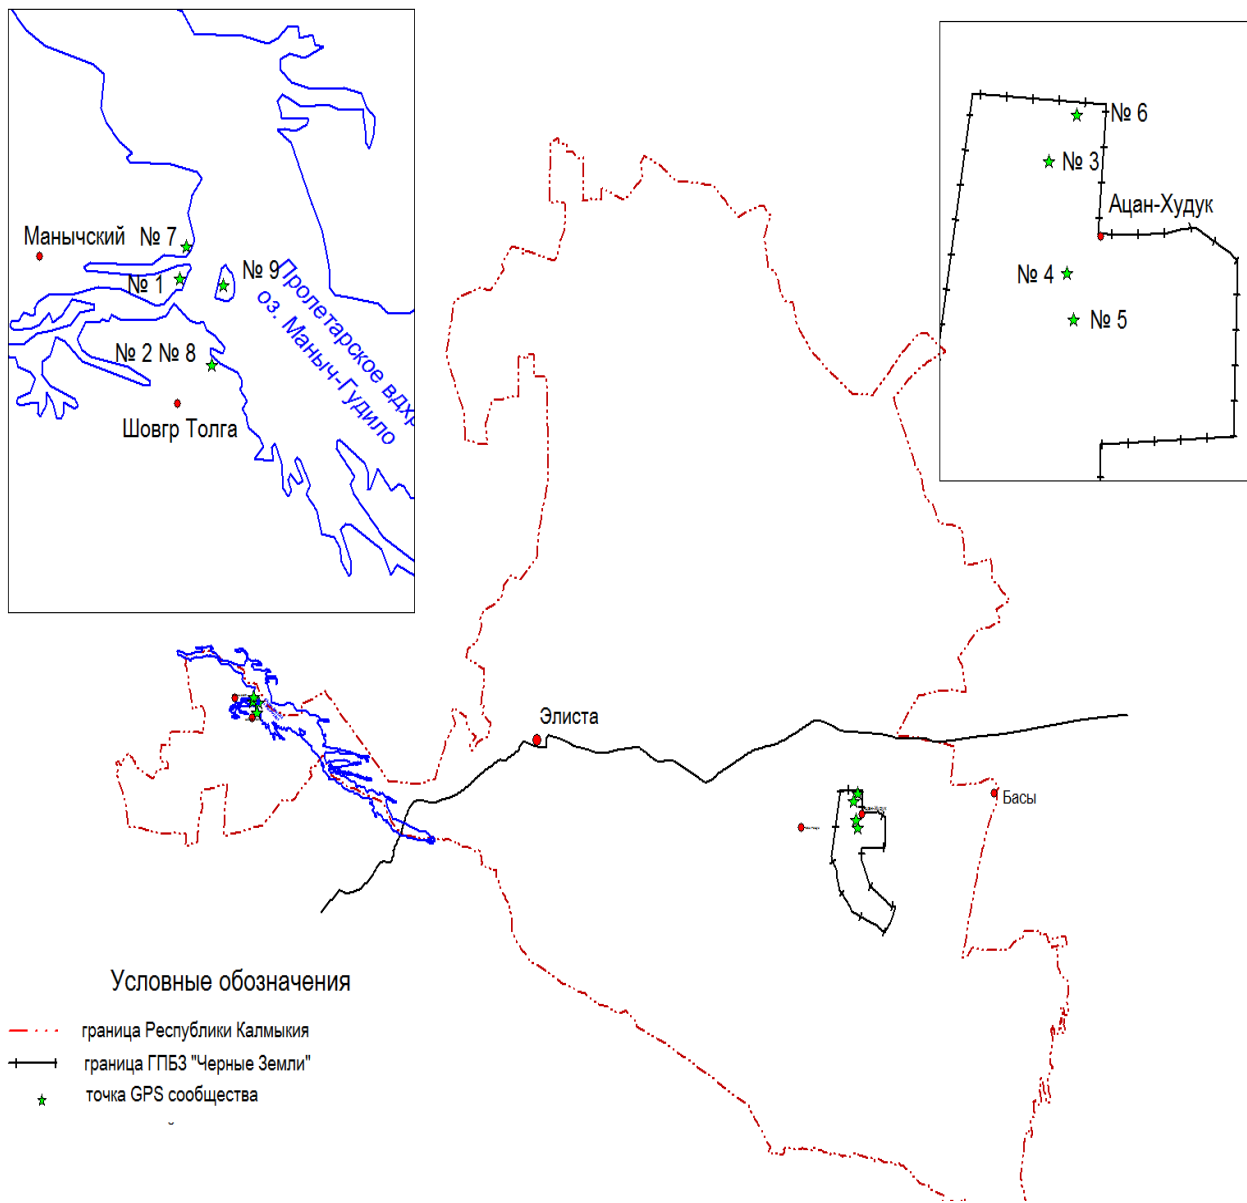 Манычский
№ 7
№ 1
№ 9
Пролетарское вдхр
оз. Маныч-Гудило
№ 2 № 8
Шовгр Толга
№ 6
№ 3
Ацан-Худук
№ 4
№ 5
Элиста
Ацан-Худук
Басы
Условные обозначения
граница Республики Калмыкия
граница ГПБЗ "Черные Земли"
точка GPS сообщества